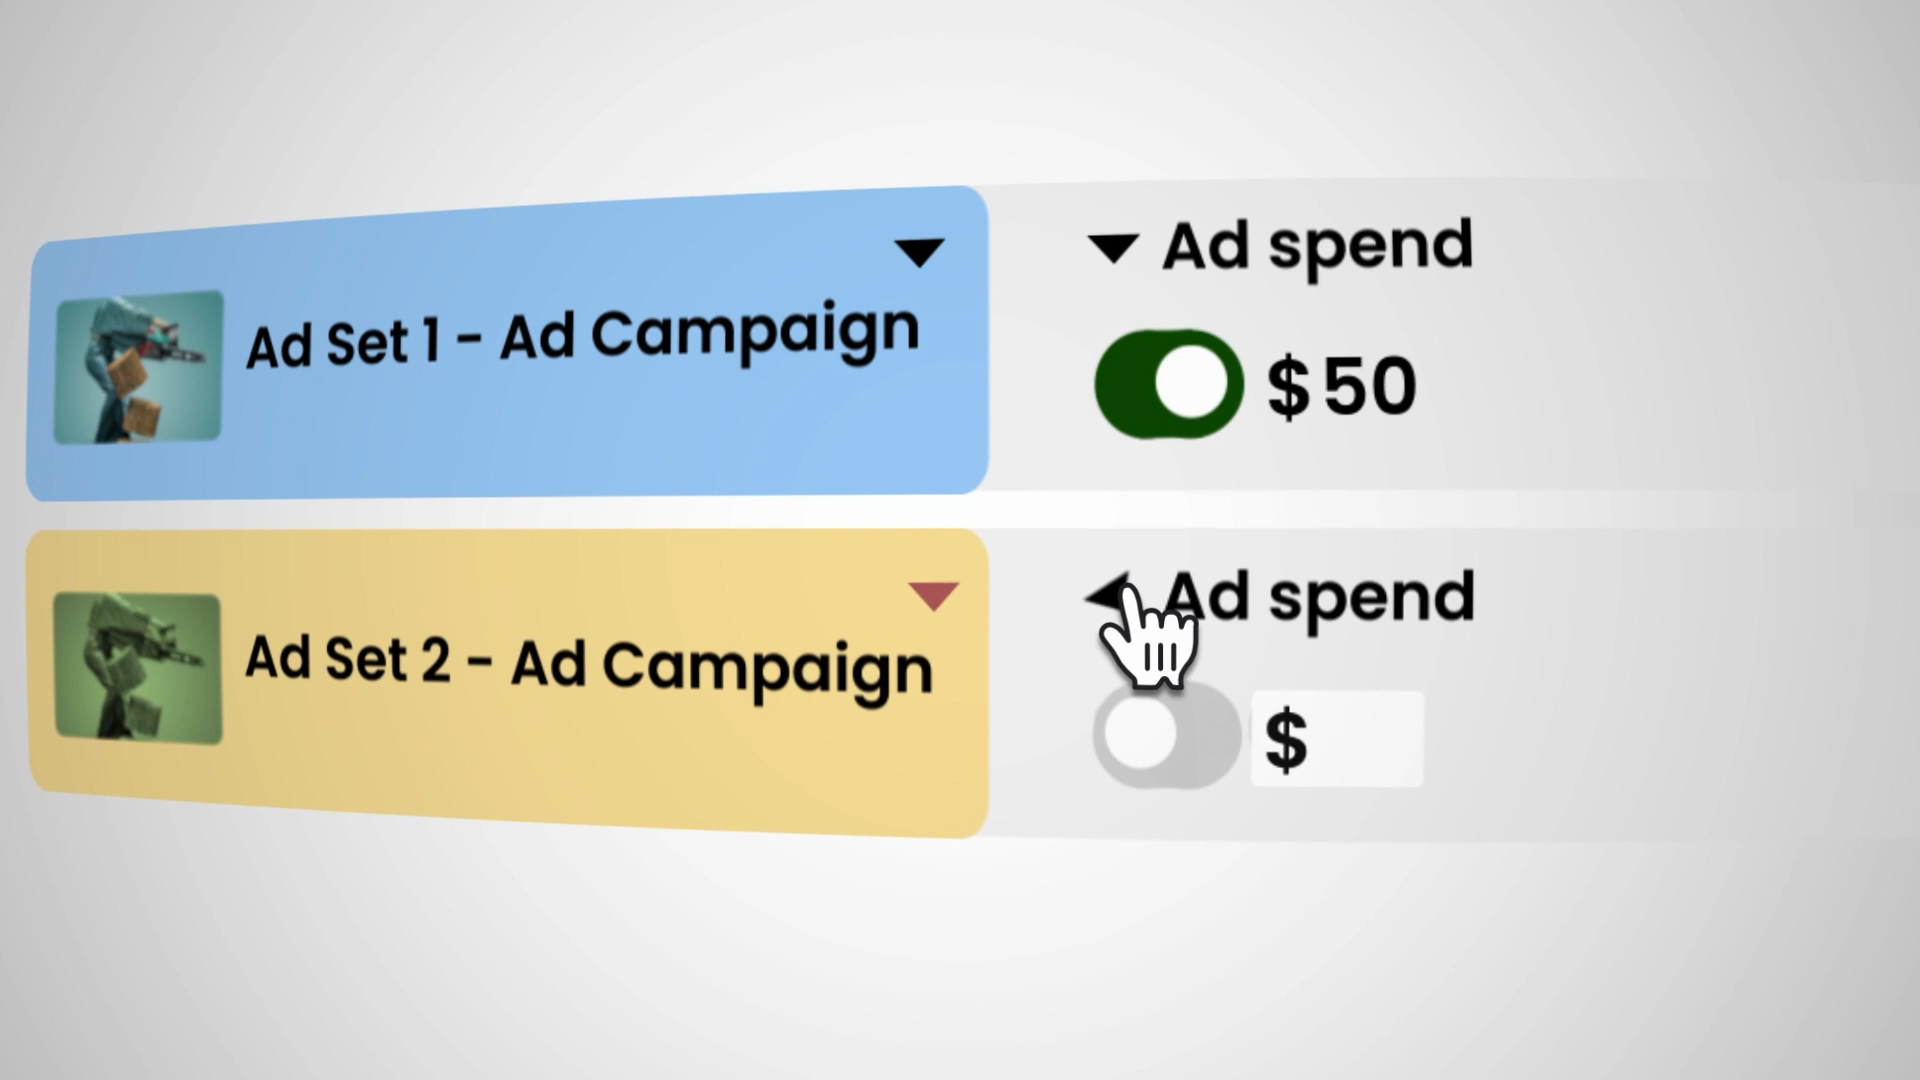 Ad Set 1 - Ad Campaign
Ad spend
$50
Ad Set 2 - Ad Campaign
Ad spend
$